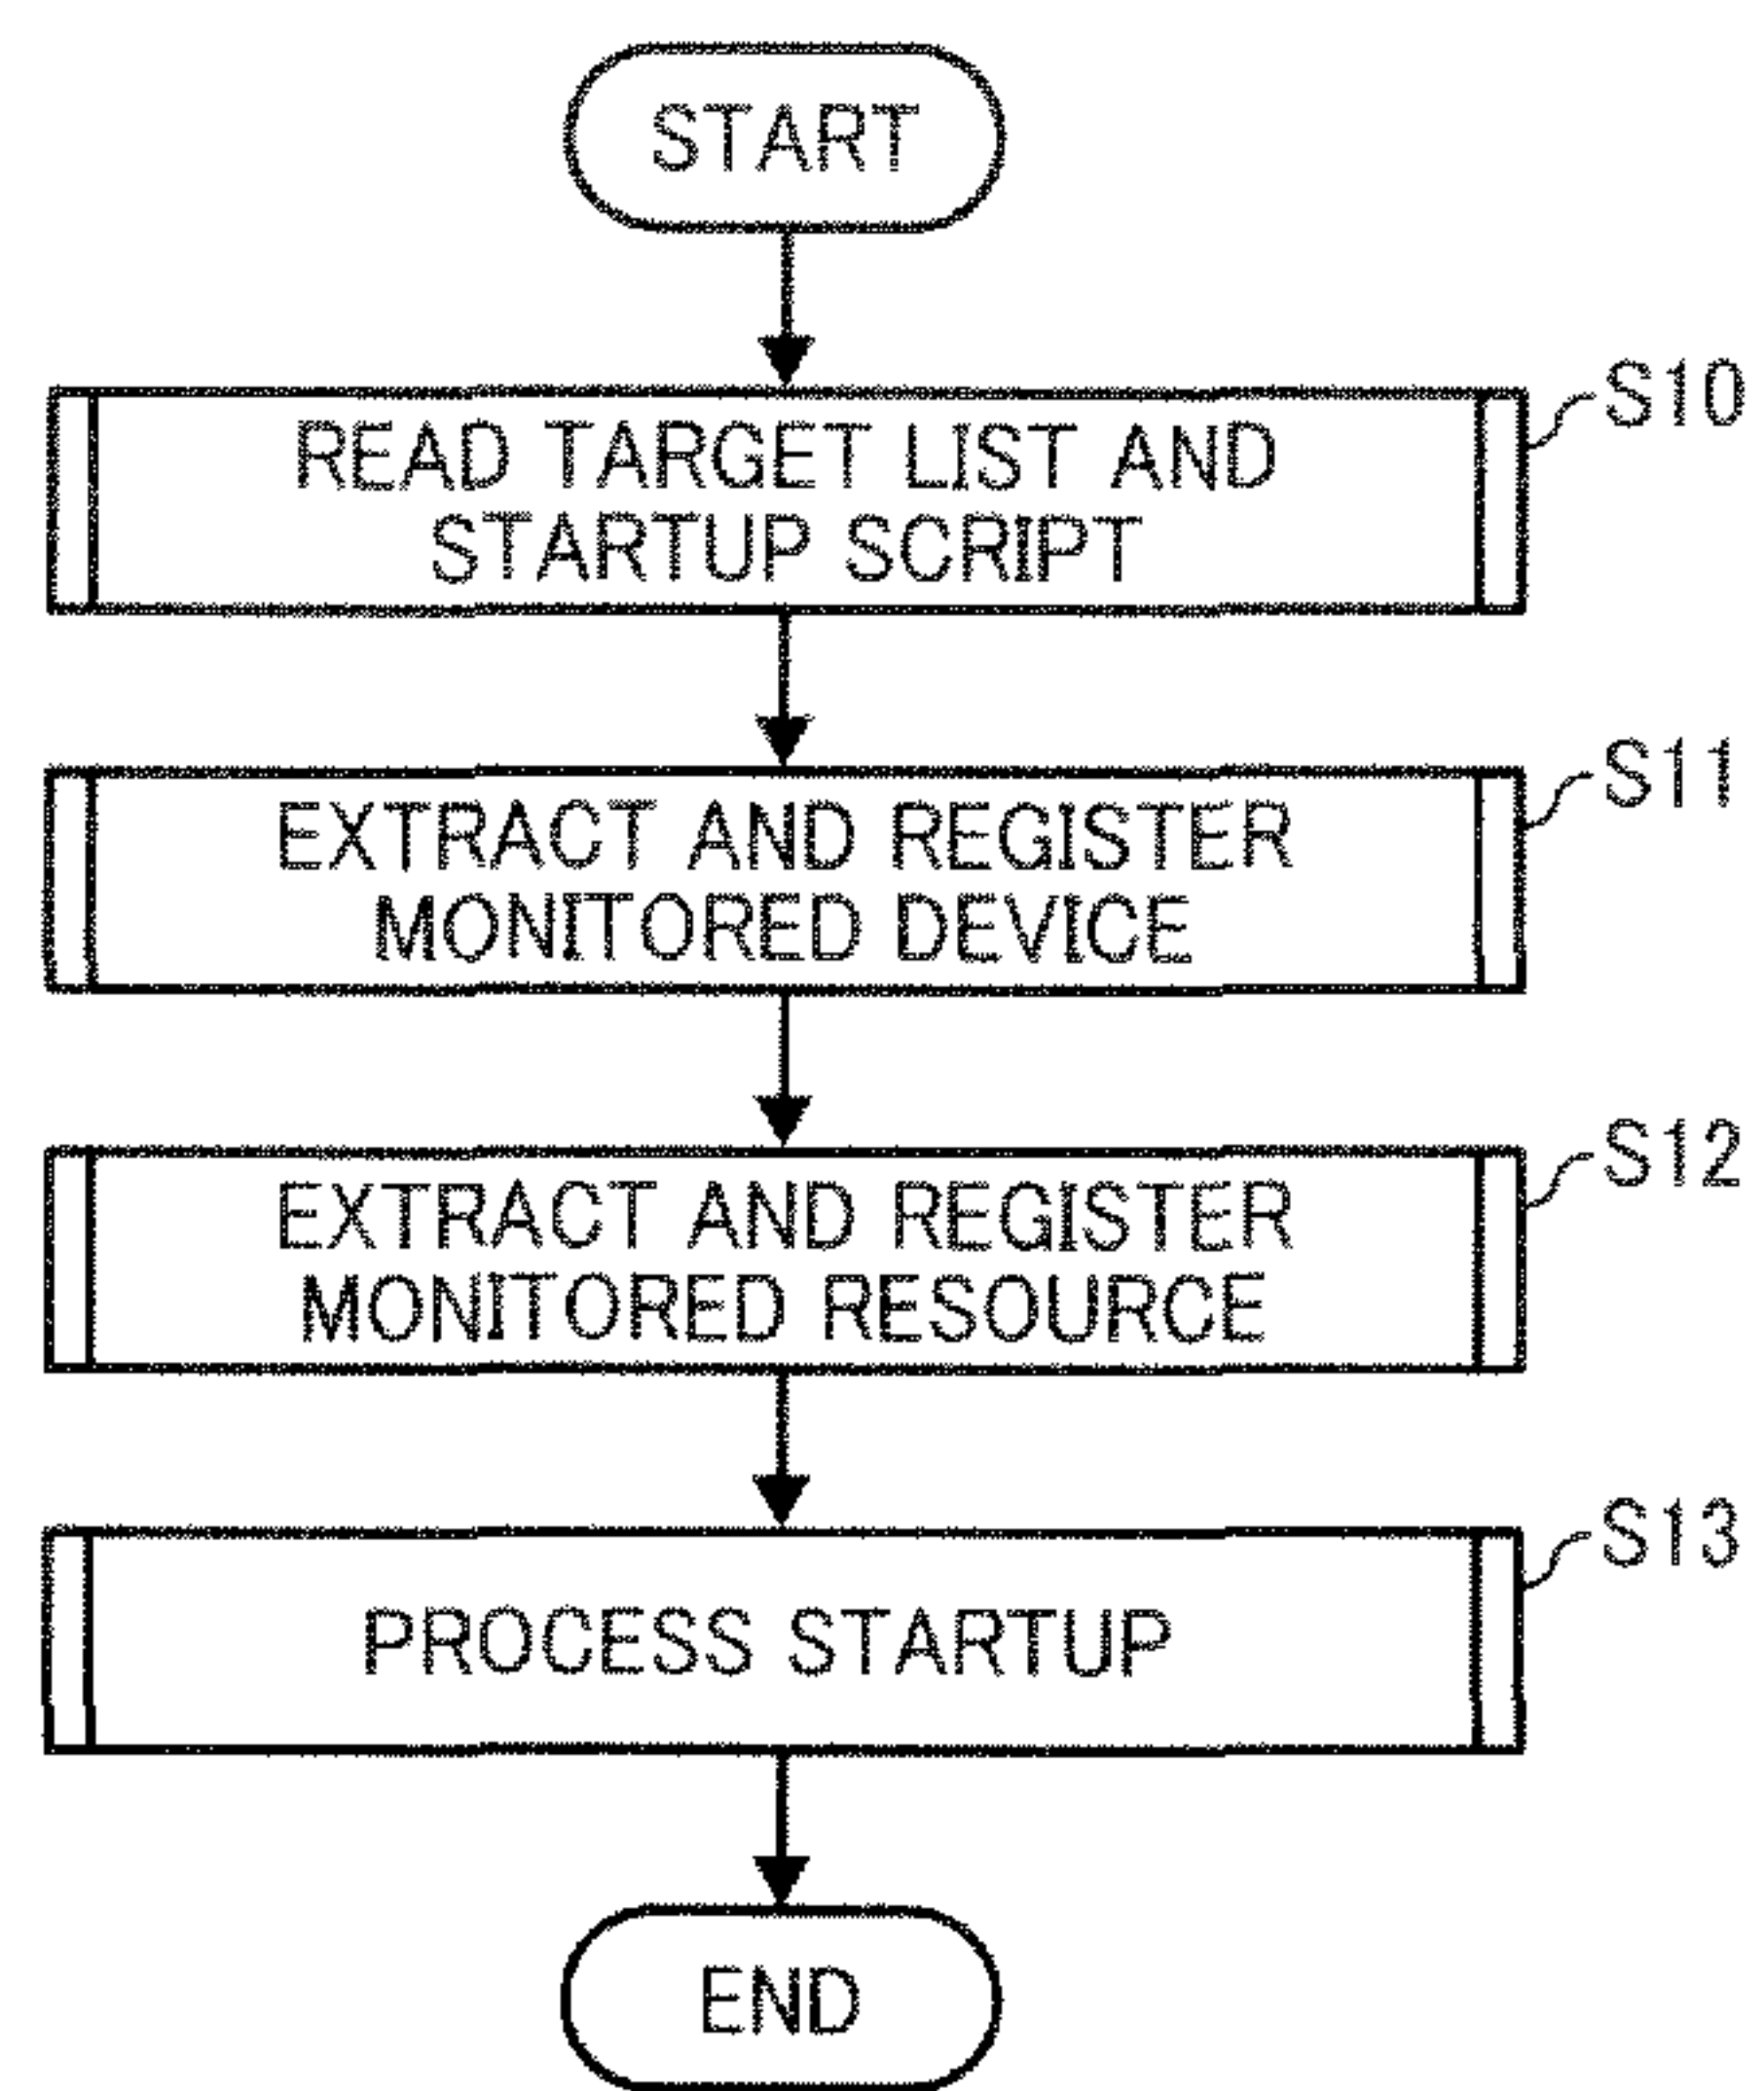 START
S10
READ TARGET LIST AND
STARTUP SCRIPT
S11
EXTRACT AND REGISTER
MONITORED DEVICE
S12
EXTRACT AND REGISTER
MONITORED RESOURCE
S13
PROCESS STARTUP
END